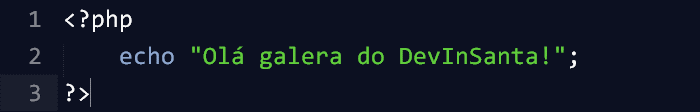 1 <?php
2 echo "Olá galera do DevInSanta!";
3 ?>